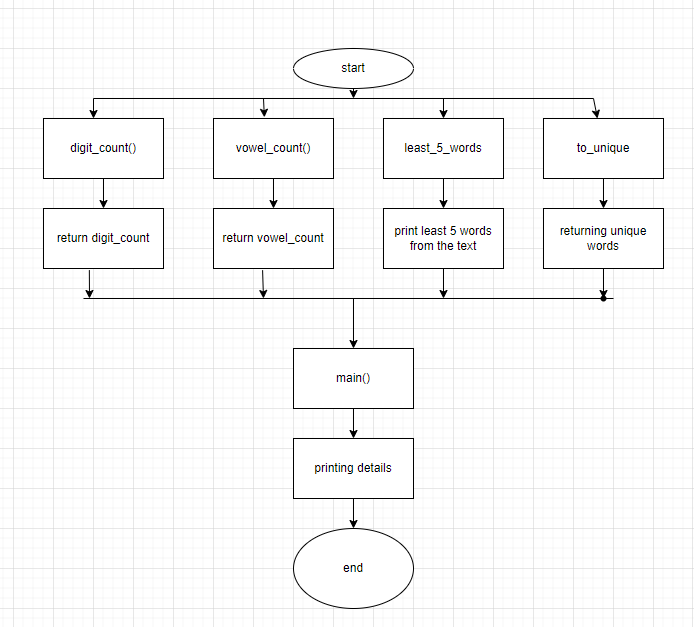 start
digit_count()
vowel_count()
least_5_words
to_unique
return digit_count
return vowel_count
print least 5 words
from the text
returning unique
words
main()
printing details
end